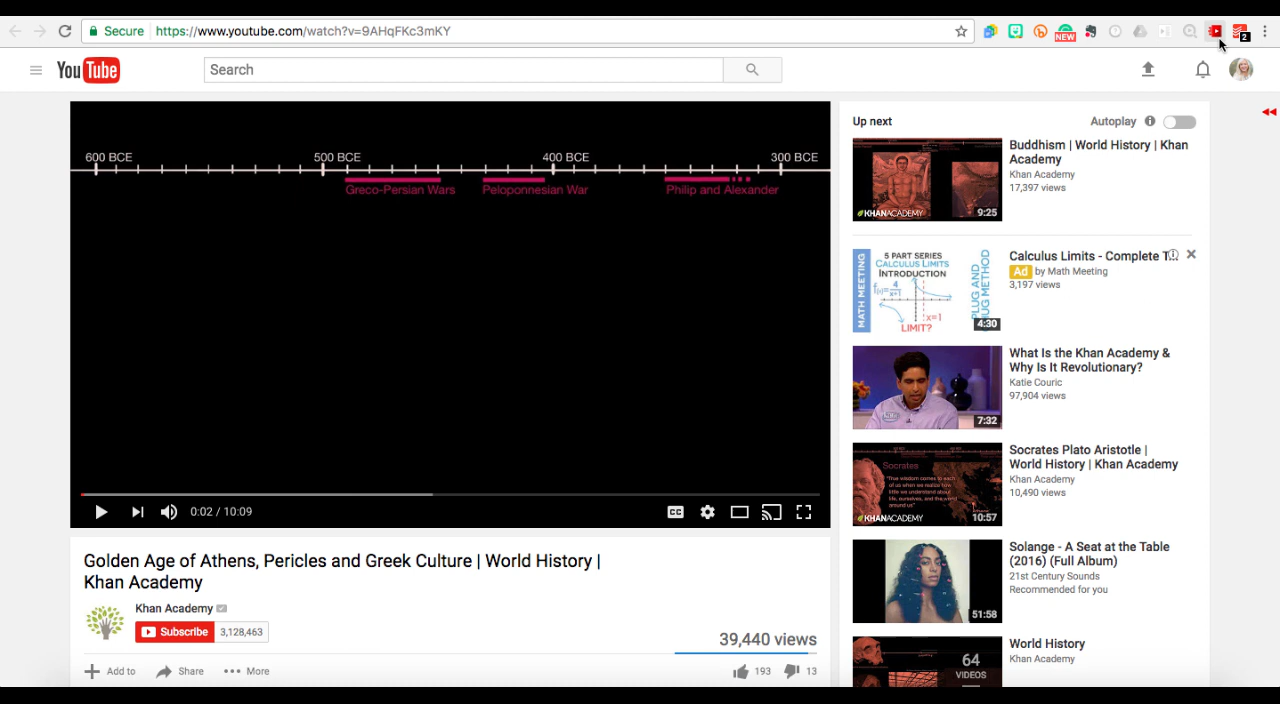 Secure https://www.youtube.com/watch?v=9AHqFKc3mKY
NEW
2
YouTube
Search
600 BCE 500 BCE 400 BCE 300 BCE
Greco-Persian Wars Peloponnesian War Philip and Alexander
CC
0:02 / 10:09
Golden Age of Athens, Pericles and Greek Culture | World History |
Khan Academy
Khan Academy
Subscribe 3,128,463
39,440 views
Add to Share More
193 13
Up next Autoplay
Buddhism | World History | Khan
Academy
Khan Academy
17,397 views
KHANACADEMY
9:25
MATH MEETING
5 PART SERIES
CALCULUS LIMITS
INTRODUCTION
x=1
LIMIT?
4:30
Calculus Limits - Complete T...
Ad by Math Meeting
3,197 views
What Is the Khan Academy &
Why Is It Revolutionary?
Katie Couric
97,904 views
7:32
Socrates
Socrates Plato Aristotle |
World History | Khan Academy
Khan Academy
10,490 views
KHANACADEMY
10:57
Solange - A Seat at the Table
(2016) (Full Album)
21st Century Sounds
Recommended for you
51:58
World History
Khan Academy
64
VIDEOS